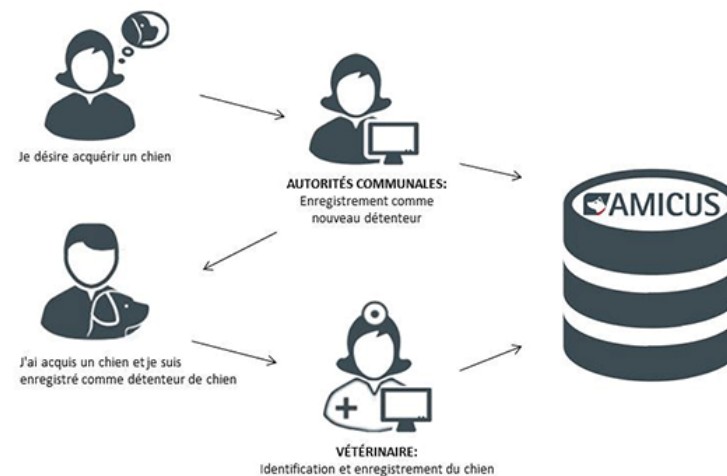 Je désire acquérir un chien
AUTORITÉS COMMUNALES:
Enregistrement comme
nouveau détenteur
AMICUS
J'ai acquis un chien et je suis
enregistré comme détenteur de chien
VÉTÉRINAIRE:
Identification et enregistrement du chien